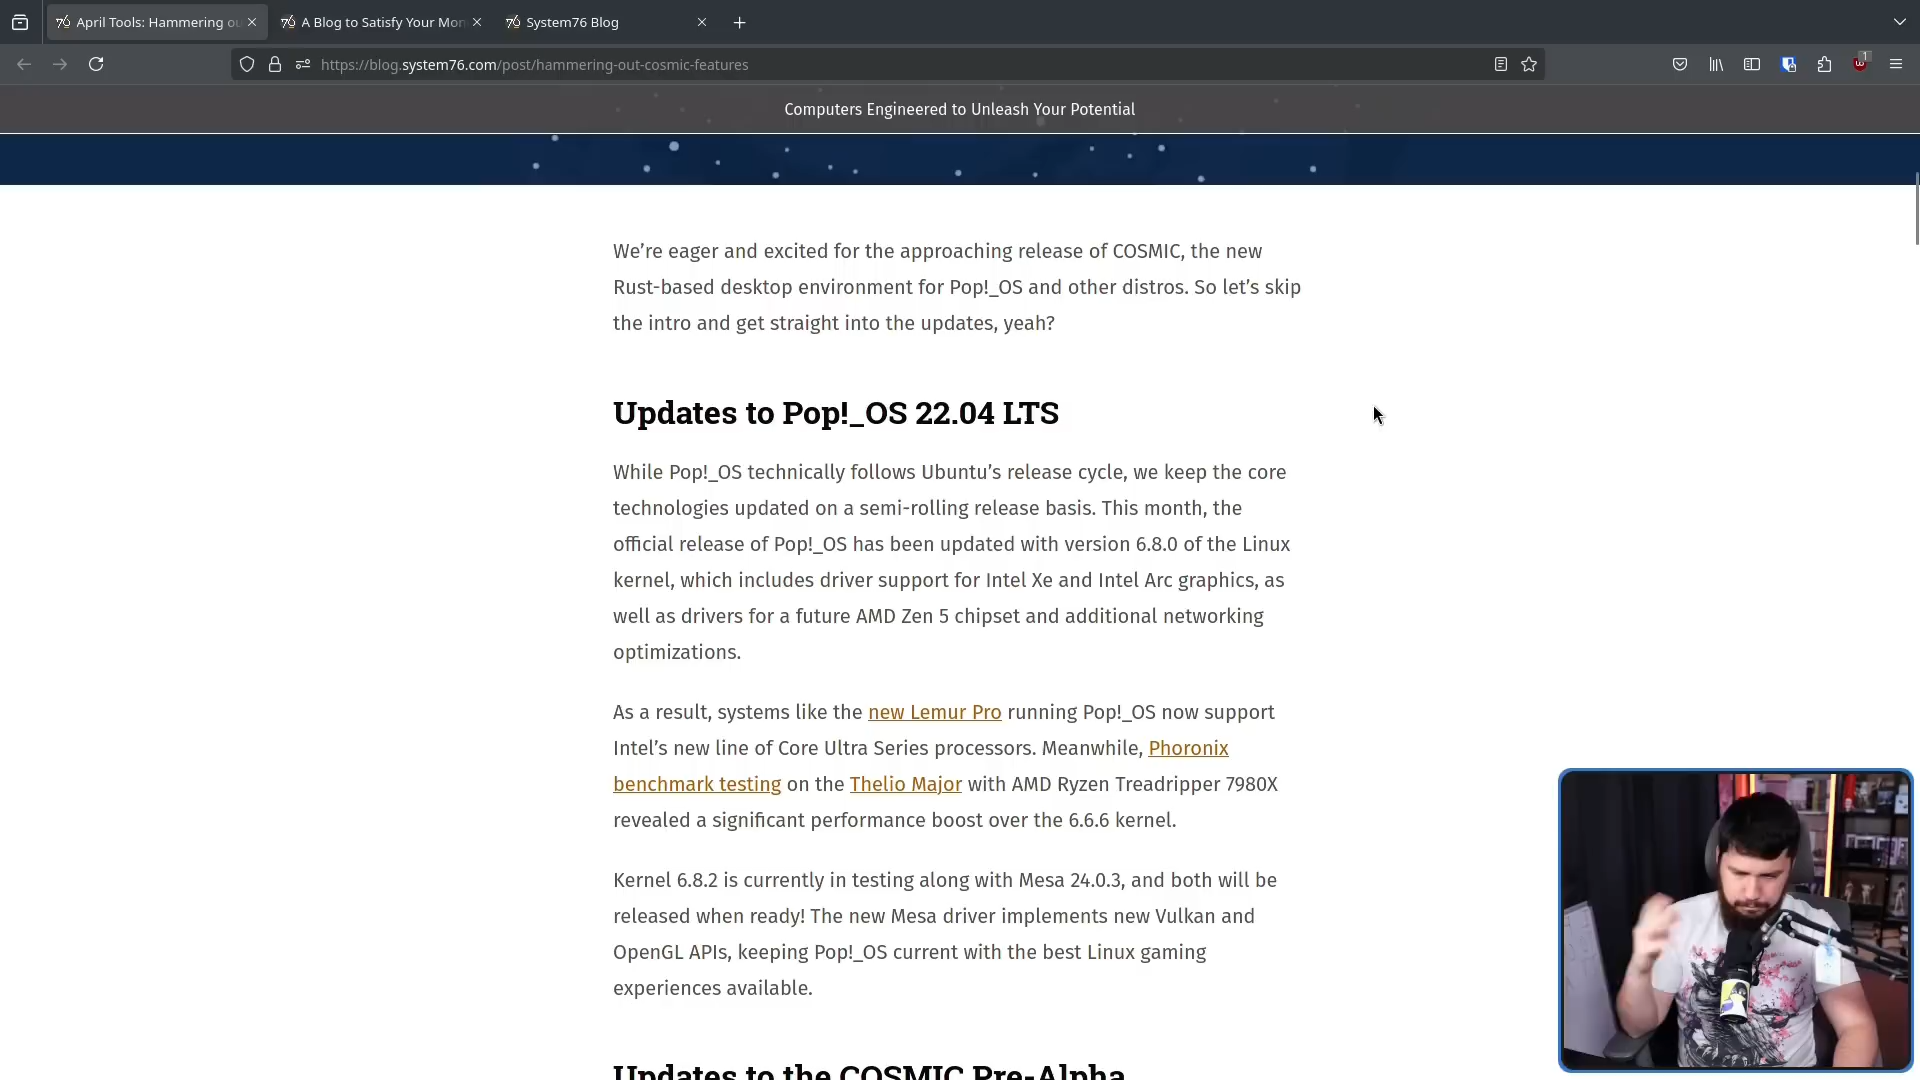 April Tools: Hammering ou
A Blog to Satisfy Your Mon
System76 Blog
https://blog.system76.com/post/hammering-out-cosmic-features
1
Computers Engineered to Unleash Your Potential
We’re eager and excited for the approaching release of COSMIC, the new
Rust-based desktop environment for Pop!_OS and other distros. So let’s skip
the intro and get straight into the updates, yeah?
Updates to Pop!_OS 22.04 LTS
While Pop!_OS technically follows Ubuntu’s release cycle, we keep the core
technologies updated on a semi-rolling release basis. This month, the
official release of Pop!_OS has been updated with version 6.8.0 of the Linux
kernel, which includes driver support for Intel Xe and Intel Arc graphics, as
well as drivers for a future AMD Zen 5 chipset and additional networking
optimizations.
As a result, systems like the new Lemur Pro running Pop!_OS now support
Intel’s new line of Core Ultra Series processors. Meanwhile, Phoronix
benchmark testing on the Thelio Major with AMD Ryzen Treadripper 7980X
revealed a significant performance boost over the 6.6.6 kernel.
Kernel 6.8.2 is currently in testing along with Mesa 24.0.3, and both will be
released when ready! The new Mesa driver implements new Vulkan and
OpenGL APIs, keeping Pop!_OS current with the best Linux gaming
experiences available.
Updates to the COSMIC Pre-Alpha